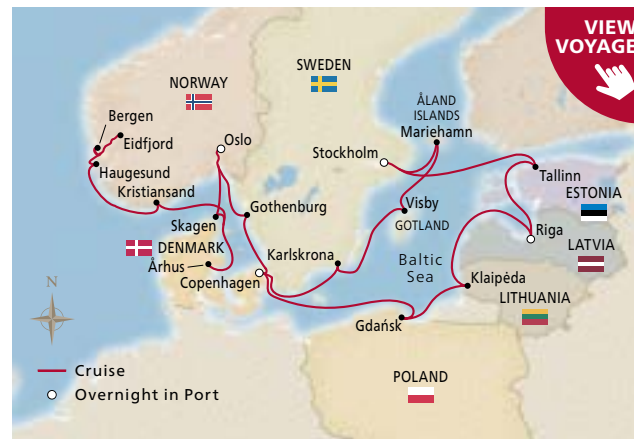 VIEW
VOYAGE
SWEDEN
NORWAY
ÅLAND
ISLANDS
Bergen
Mariehamn
Eidfjord
Oslo
Stockholm
Haugesund
Tallinn
Kristiansand
ESTONIA
Gothenburg
Visby
Skagen
GOTLAND
Riga
DENMARK
LATVIA
Århus
Karlskrona
Baltic
Sea
Copenhagen
Klaipėda
N
LITHUANIA
Gdańsk
Cruise
POLAND
Overnight in Port